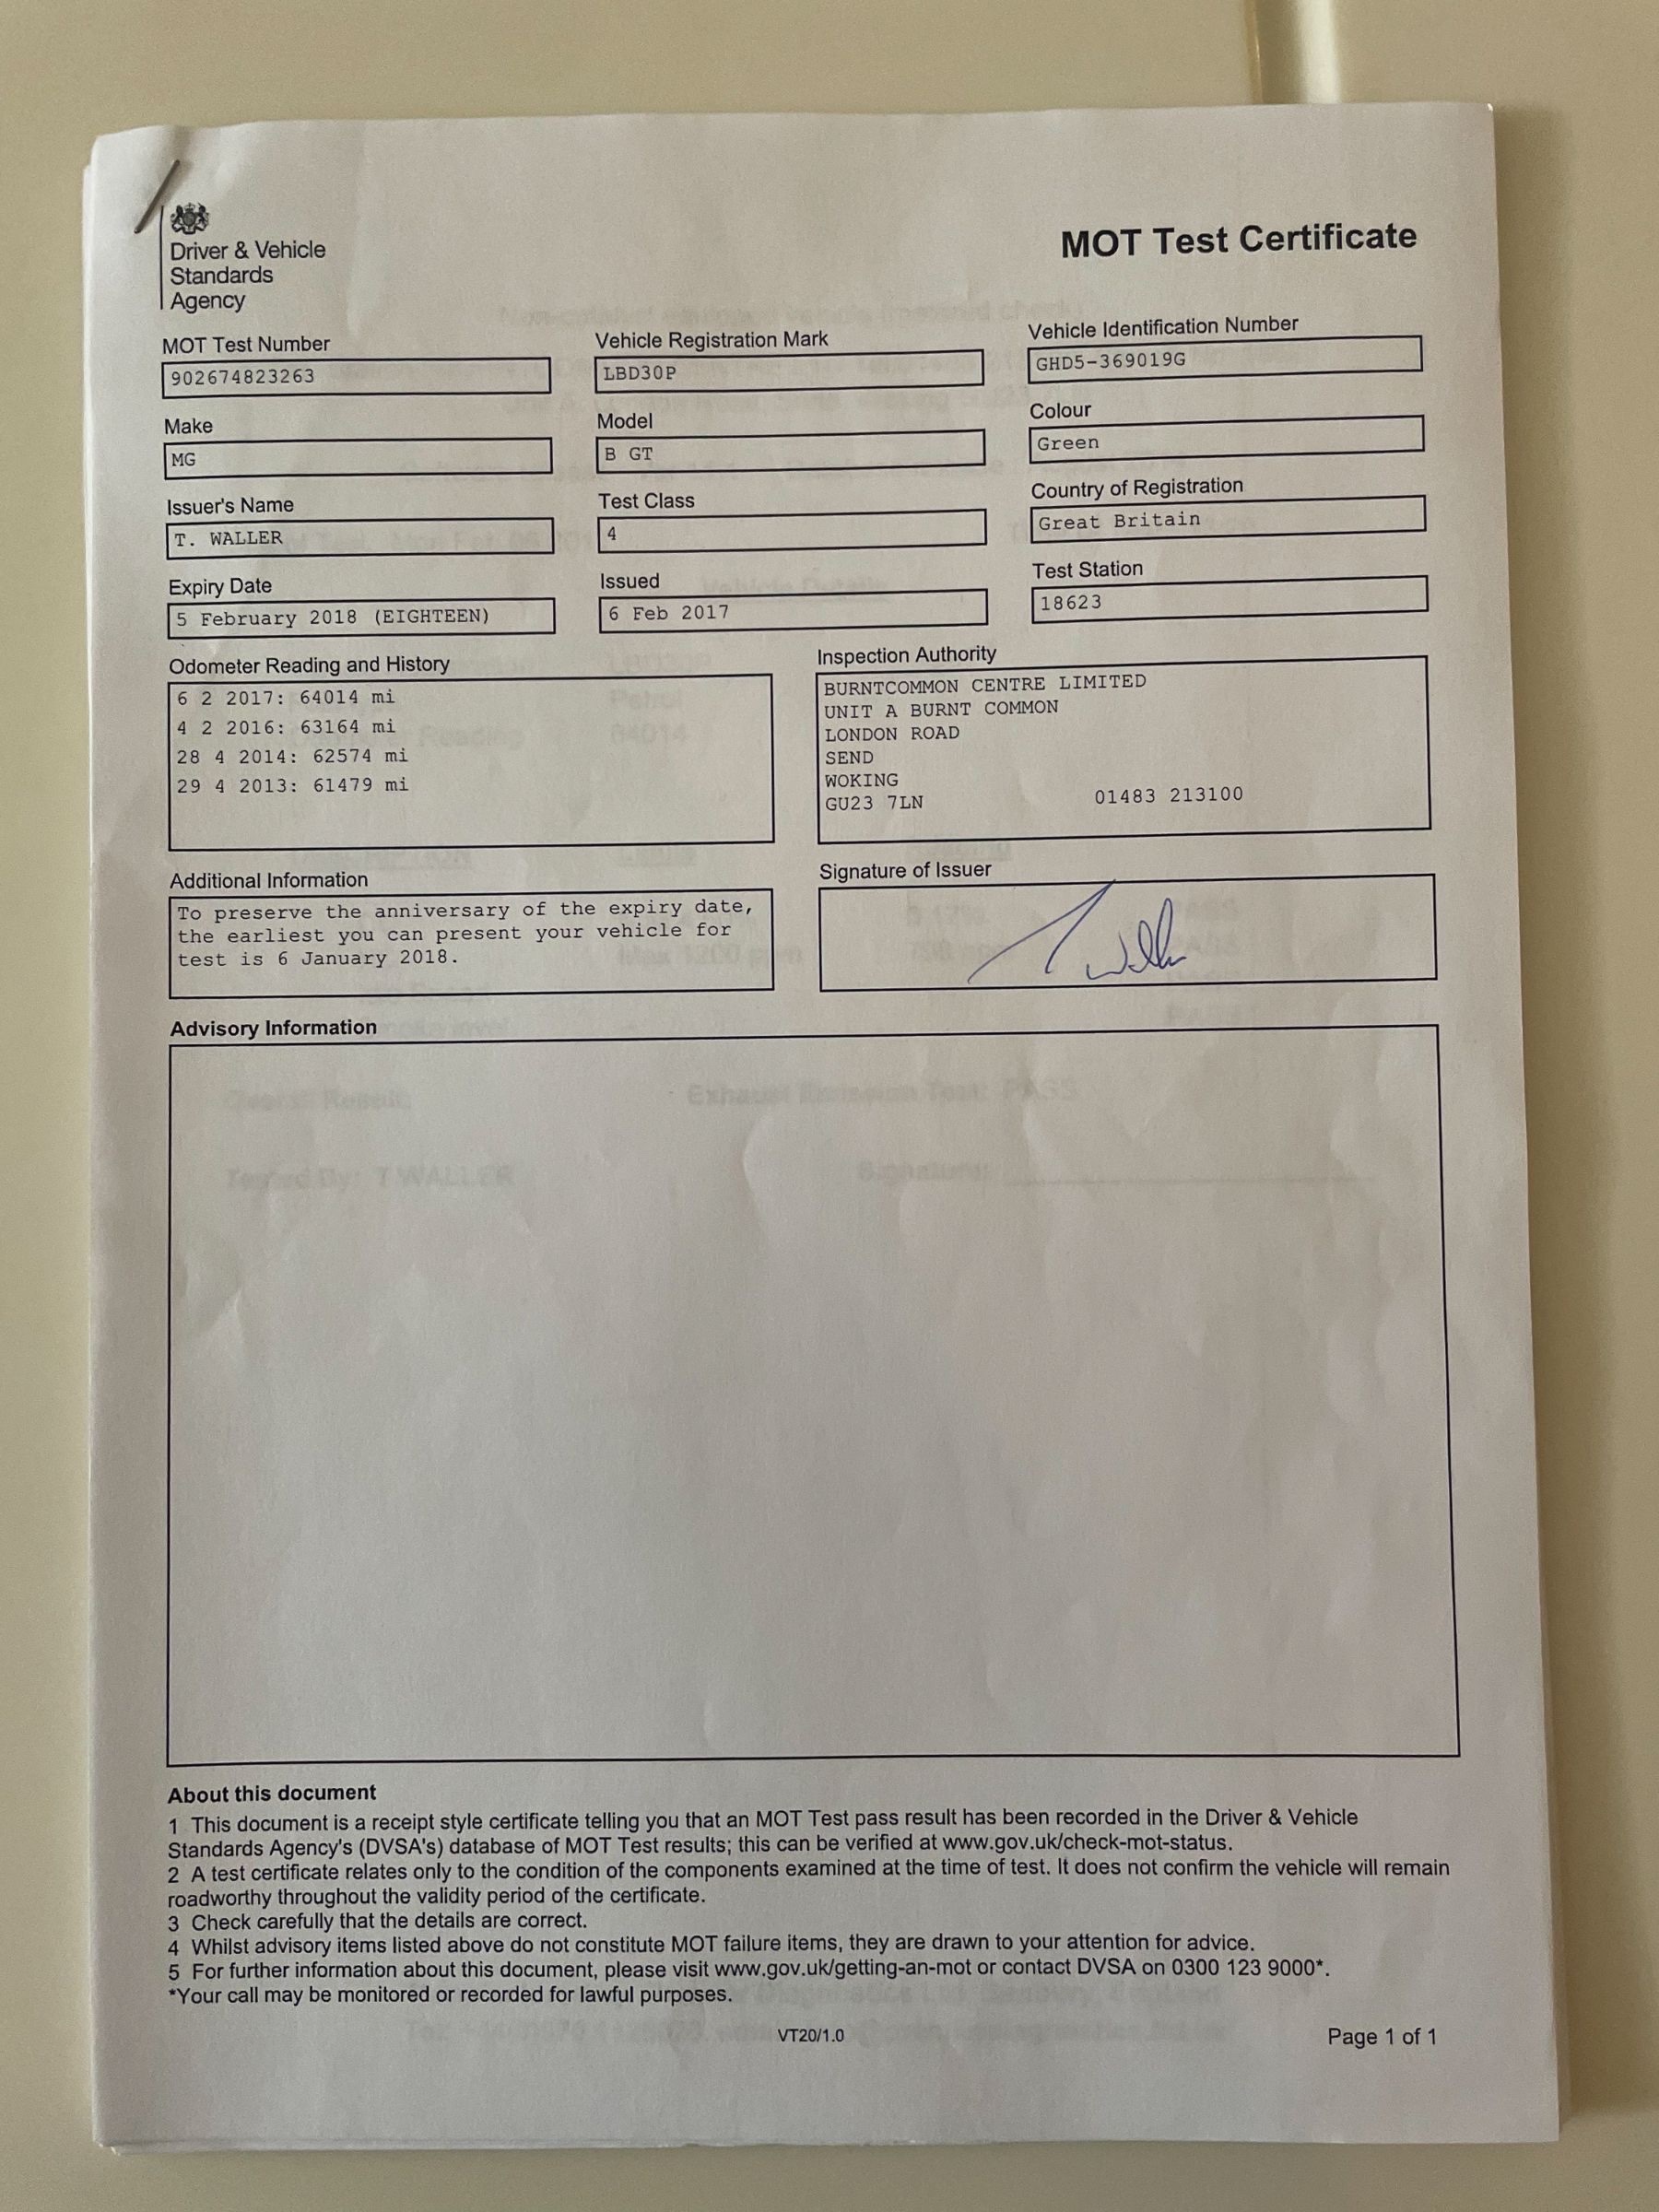 Driver & Vehicle
Standards
Agency
MOT Test Certificate
MOT Test Number
902674823263
Vehicle Registration Mark
LBD30P
Vehicle Identification Number
GHD5-369019G
Make
MG
Model
B GT
Colour
Green
Issuer's Name
T. WALLER
Test Class
4
Country of Registration
Great Britain
Expiry Date
5 February 2018 (EIGHTEEN)
Issued
6 Feb 2017
Test Station
18623
Odometer Reading and History
6 2 2017: 64014 mi
4 2 2016: 63164 mi
28 4 2014: 62574 mi
29 4 2013: 61479 mi
Inspection Authority
BURNTCOMMON CENTRE LIMITED
UNIT A BURNT COMMON
LONDON ROAD
SEND
WOKING
GU23 7LN 01483 213100
Additional Information
To preserve the anniversary of the expiry date,
the earliest you can present your vehicle for
test is 6 January 2018.
Signature of Issuer
T Waller
Advisory Information
Overall Result:
Exhaust Emission Test: PASS
Tested By: T WALLER
Signature:
About this document
1 This document is a receipt style certificate telling you that an MOT Test pass result has been recorded in the Driver & Vehicle
Standards Agency's (DVSA's) database of MOT Test results; this can be verified at www.gov.uk/check-mot-status.
2 A test certificate relates only to the condition of the components examined at the time of test. It does not confirm the vehicle will remain
roadworthy throughout the validity period of the certificate.
3 Check carefully that the details are correct.
4 Whilst advisory items listed above do not constitute MOT failure items, they are drawn to your attention for advice.
5 For further information about this document, please visit www.gov.uk/getting-an-mot or contact DVSA on 0300 123 9000*.
*Your call may be monitored or recorded for lawful purposes.
VT20/1.0
Page 1 of 1